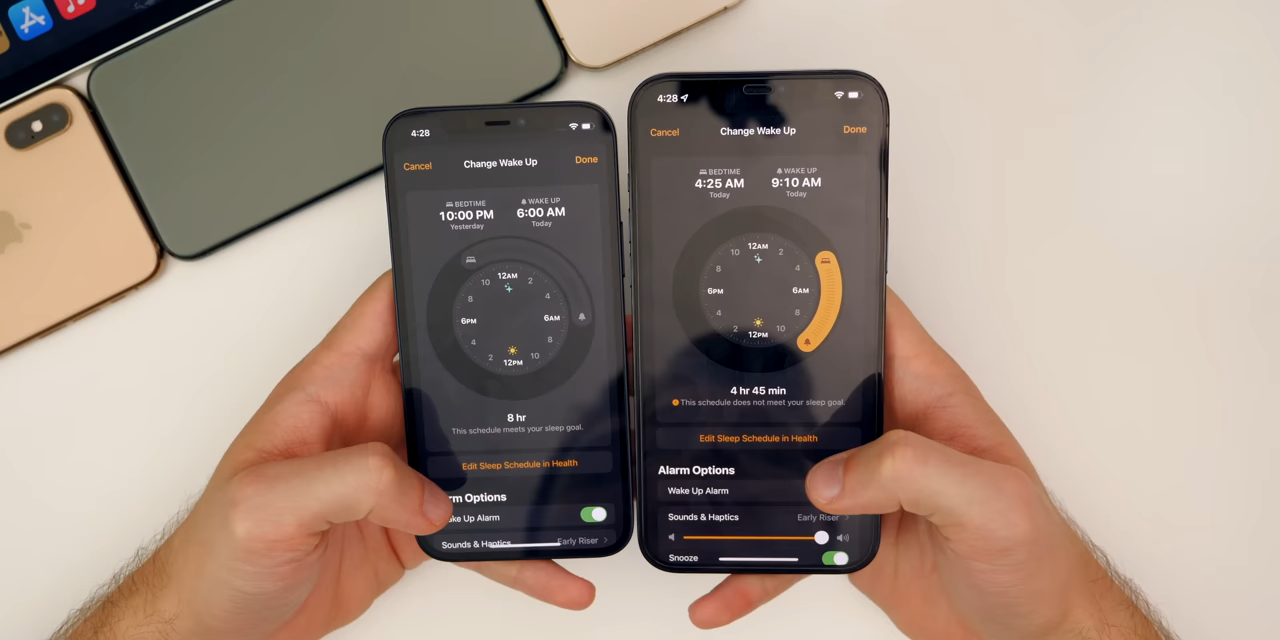 4:28
Cancel
Change Wake Up
Done
BEDTIME
10:00 PM
Yesterday
WAKE UP
6:00 AM
Today
12AM
2
4
6AM
8
10
12PM
2
4
6PM
8
10
8 hr
This schedule meets your sleep goal.
Edit Sleep Schedule in Health
rm Options
ake Up Alarm
Sounds & Haptics
Early Riser
4:28
Cancel
Change Wake Up
Done
BEDTIME
4:25 AM
Today
WAKE UP
9:10 AM
Today
12AM
2
4
6AM
8
10
12PM
2
4
6PM
8
10
4 hr 45 min
This schedule does not meet your sleep goal.
Edit Sleep Schedule in Health
Alarm Options
Wake Up Alarm
Sounds & Haptics
Early Riser
Snooze